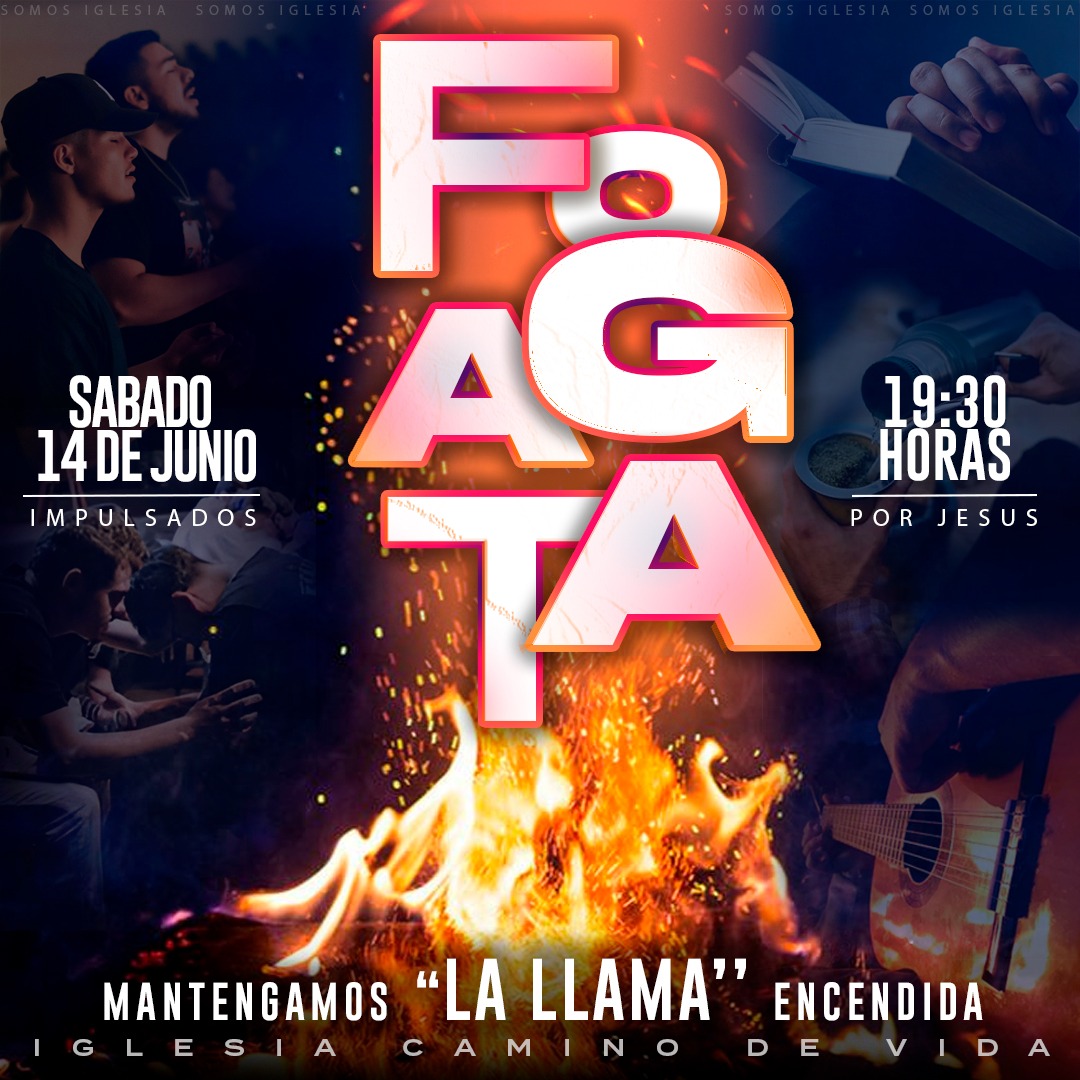 SOMOS IGLESIA SOMOS IGLESIA
SOMOS IGLESIA SOMOS IGLESIA
FOGATA
SABADO
14 DE JUNIO
IMPULSADOS
19:30
HORAS
POR JESUS
MANTENGAMOS “LA LLAMA’’ ENCENDIDA
IGLESIA CAMINO DE VIDA